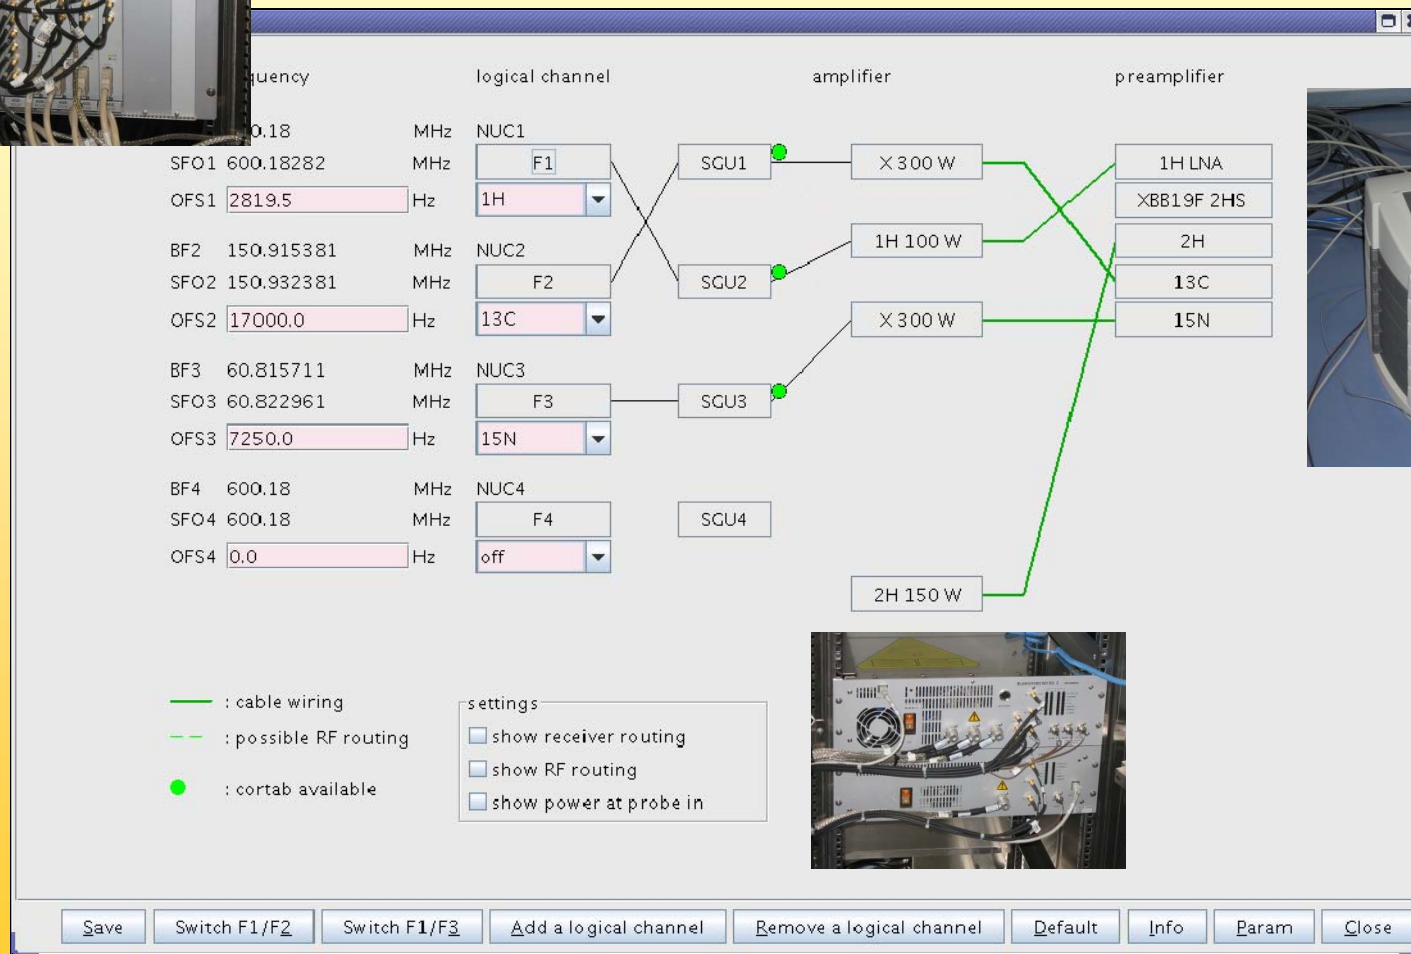 quency logical channel amplifier preamplifier
0.18 MHz NUC1
SFO1 600.18282 MHz F1 SGU1 X 300 W 1H LNA
OFS1 2819.5 Hz 1H XBB19F 2HS
BF2 150.915381 MHz NUC2 1H 100 W 2H
SFO2 150.932381 MHz F2 SGU2 13C
OFS2 17000.0 Hz 13C X 300 W 15N
BF3 60.815711 MHz NUC3
SFO3 60.822961 MHz F3 SGU3
OFS3 7250.0 Hz 15N
BF4 600.18 MHz NUC4
SFO4 600.18 MHz F4 SGU4
OFS4 0.0 Hz off
2H 150 W
: cable wiring
: possible RF routing
: cortab available
settings
show receiver routing
show RF routing
show power at probe in
Save Switch F1/F2 Switch F1/F3 Add a logical channel Remove a logical channel Default Info Param Close